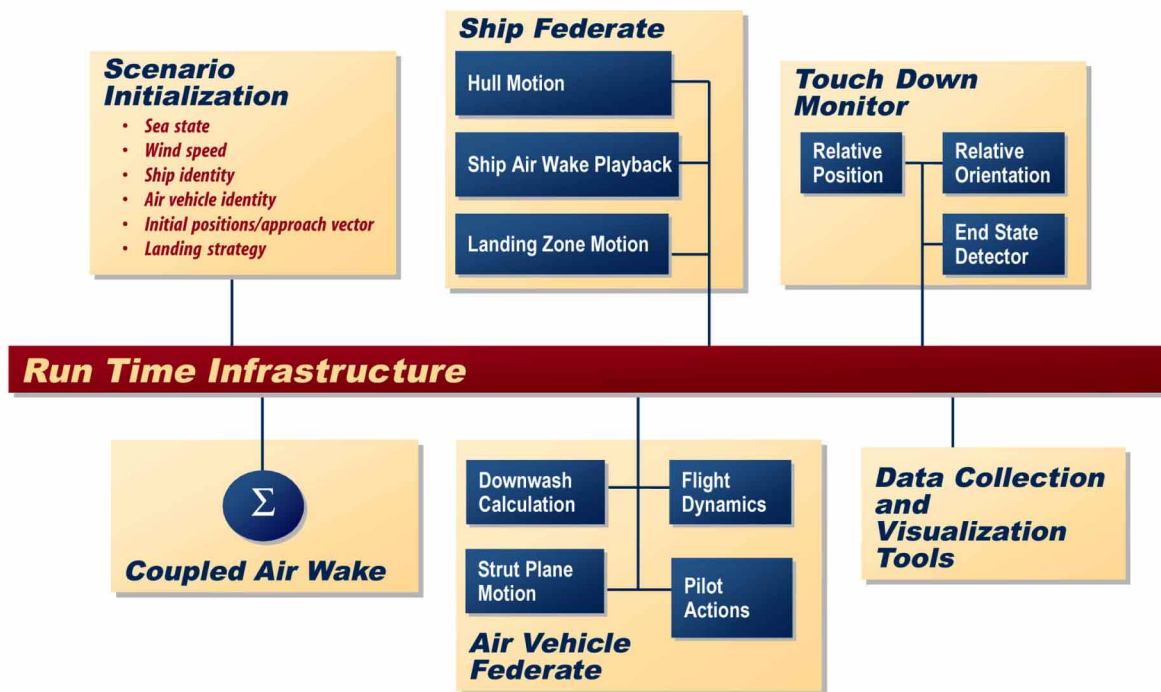 Scenario
Initialization
• Sea state
• Wind speed
• Ship identity
• Air vehicle identity
• Initial positions/approach vector
• Landing strategy
Ship Federate
Hull Motion
Ship Air Wake Playback
Landing Zone Motion
Touch Down
Monitor
Relative
Position
Relative
Orientation
End State
Detector
Run Time Infrastructure
Σ
Coupled Air Wake
Downwash
Calculation
Flight
Dynamics
Strut Plane
Motion
Pilot
Actions
Air Vehicle
Federate
Data Collection
and
Visualization
Tools